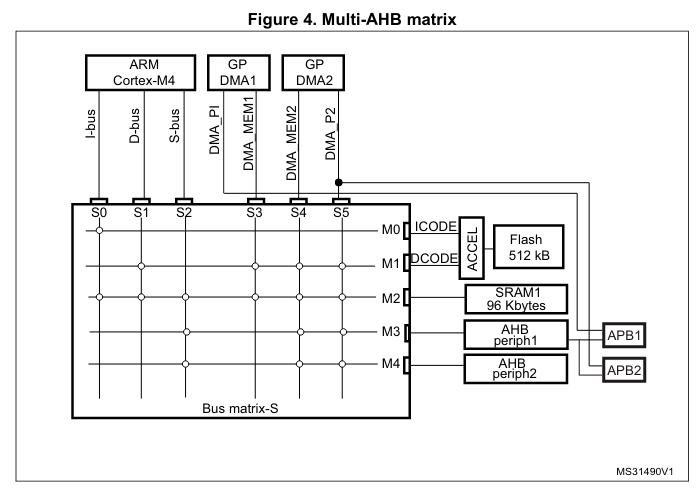 Figure 4. Multi-AHB matrix
ARM
Cortex-M4
GP
DMA1
GP
DMA2
I-bus
D-bus
S-bus
DMA_PI
DMA_MEM1
DMA_MEM2
DMA_P2
S0
S1
S2
S3
S4
S5
M0
ICODE
M1
DCODE
ACCEL
Flash
512 kB
M2
SRAM1
96 Kbytes
M3
AHB
periph1
APB1
M4
AHB
periph2
APB2
Bus matrix-S
MS31490V1